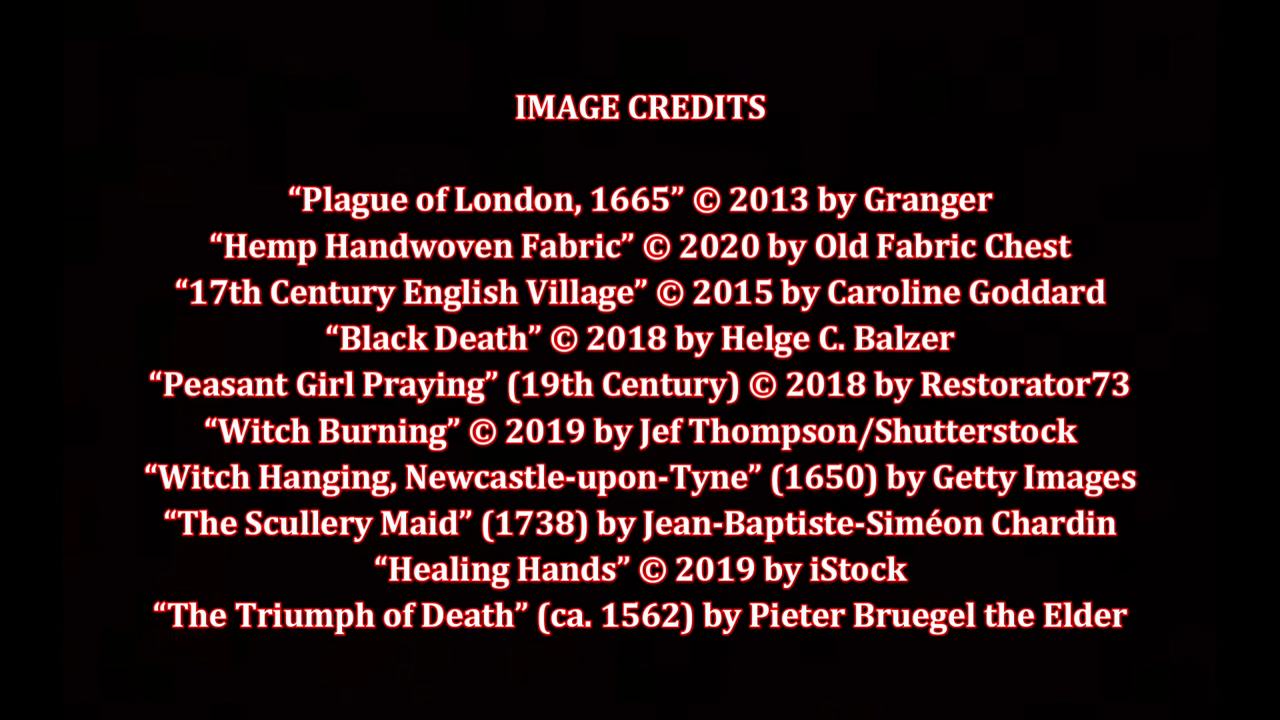 IMAGE CREDITS
“Plague of London, 1665” © 2013 by Granger
“Hemp Handwoven Fabric” © 2020 by Old Fabric Chest
“17th Century English Village” © 2015 by Caroline Goddard
“Black Death” © 2018 by Helge C. Balzer
“Peasant Girl Praying” (19th Century) © 2018 by Restorator73
“Witch Burning” © 2019 by Jef Thompson/Shutterstock
“Witch Hanging, Newcastle-upon-Tyne” (1650) by Getty Images
“The Scullery Maid” (1738) by Jean-Baptiste-Siméon Chardin
“Healing Hands” © 2019 by iStock
“The Triumph of Death” (ca. 1562) by Pieter Bruegel the Elder